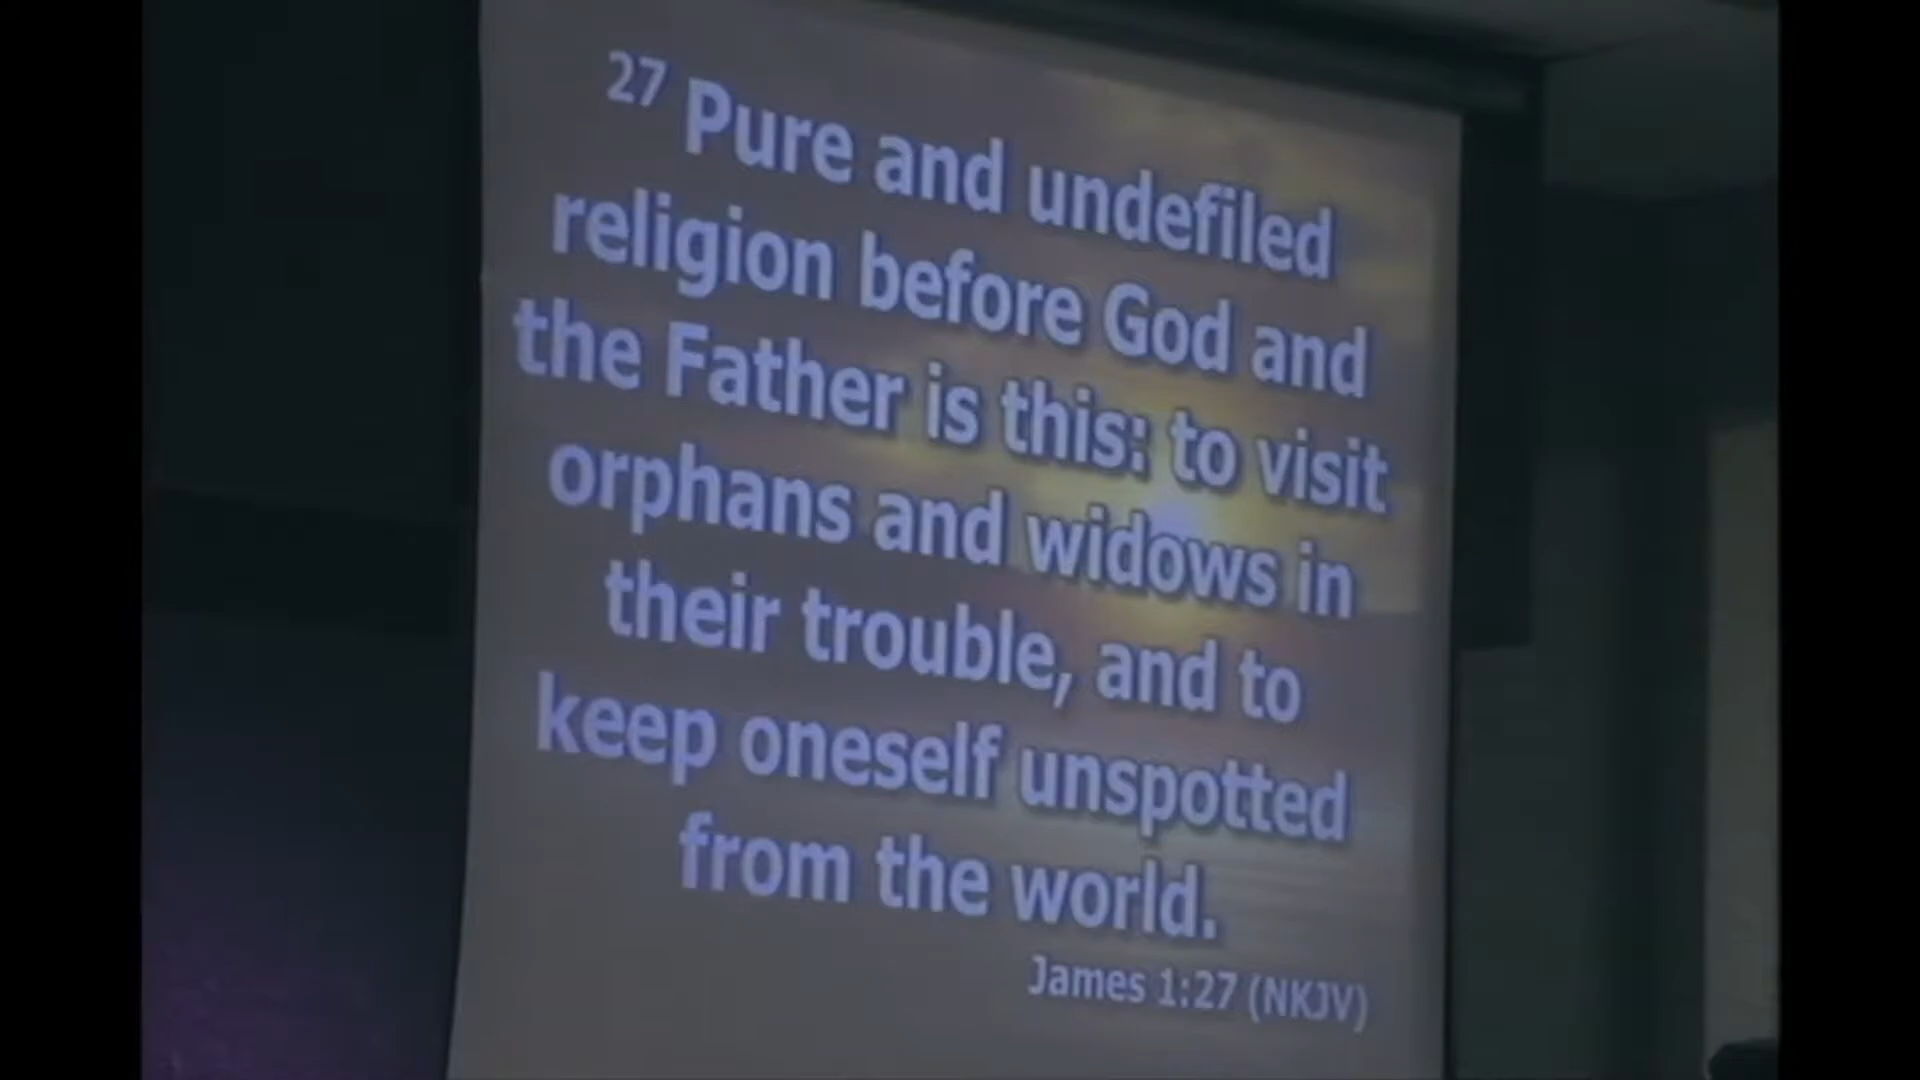 27 Pure and undefiled
religion before God and
the Father is this: to visit
orphans and widows in
their trouble, and to
keep oneself unspotted
from the world.
James 1:27 (NKJV)